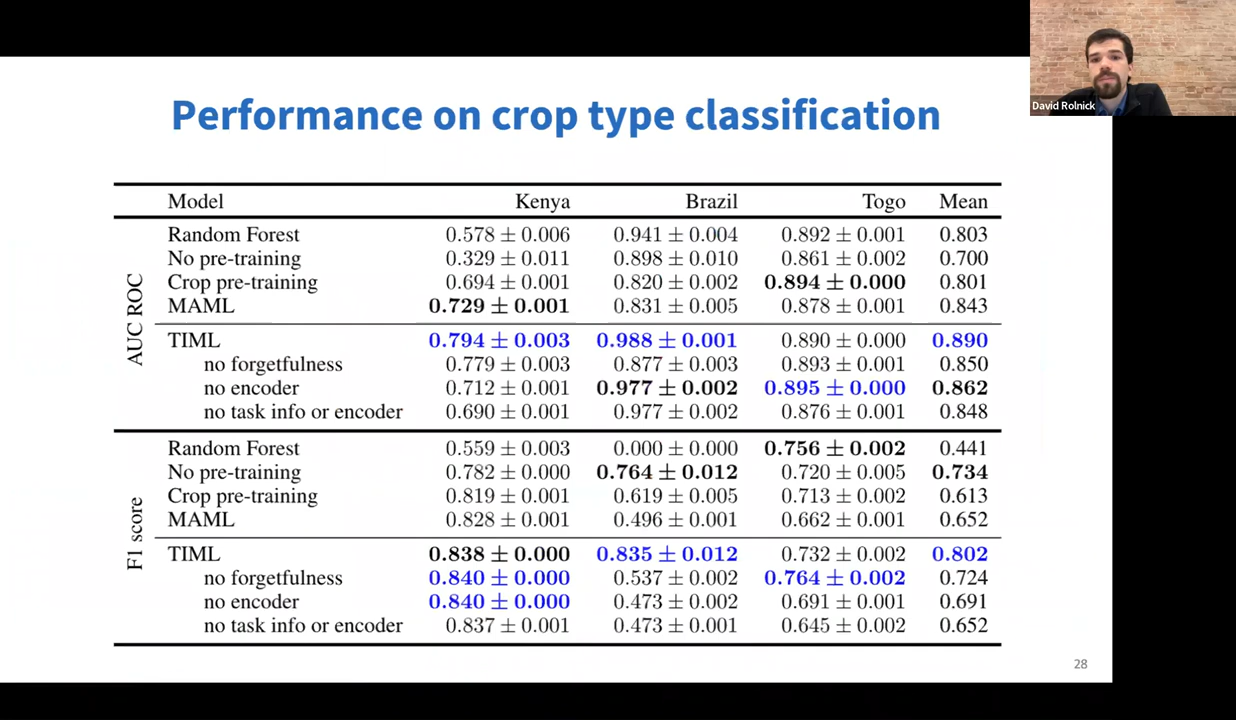 David Rolnick
Performance on crop type classification
Model Kenya Brazil Togo Mean
AUC ROC
Random Forest 0.578 ± 0.006 0.941 ± 0.004 0.892 ± 0.001 0.803
No pre-training 0.329 ± 0.011 0.898 ± 0.010 0.861 ± 0.002 0.700
Crop pre-training 0.694 ± 0.001 0.820 ± 0.002 0.894 ± 0.000 0.801
MAML 0.729 ± 0.001 0.831 ± 0.005 0.878 ± 0.001 0.843
TIML 0.794 ± 0.003 0.988 ± 0.001 0.890 ± 0.000 0.890
no forgetfulness 0.779 ± 0.003 0.877 ± 0.003 0.893 ± 0.001 0.850
no encoder 0.712 ± 0.001 0.977 ± 0.002 0.895 ± 0.000 0.862
no task info or encoder 0.690 ± 0.001 0.977 ± 0.002 0.876 ± 0.001 0.848
F1 score
Random Forest 0.559 ± 0.003 0.000 ± 0.000 0.756 ± 0.002 0.441
No pre-training 0.782 ± 0.000 0.764 ± 0.012 0.720 ± 0.005 0.734
Crop pre-training 0.819 ± 0.001 0.619 ± 0.005 0.713 ± 0.002 0.613
MAML 0.828 ± 0.001 0.496 ± 0.001 0.662 ± 0.001 0.652
TIML 0.838 ± 0.000 0.835 ± 0.012 0.732 ± 0.002 0.802
no forgetfulness 0.840 ± 0.000 0.537 ± 0.002 0.764 ± 0.002 0.724
no encoder 0.840 ± 0.000 0.473 ± 0.002 0.691 ± 0.001 0.691
no task info or encoder 0.837 ± 0.001 0.473 ± 0.001 0.645 ± 0.002 0.652
28